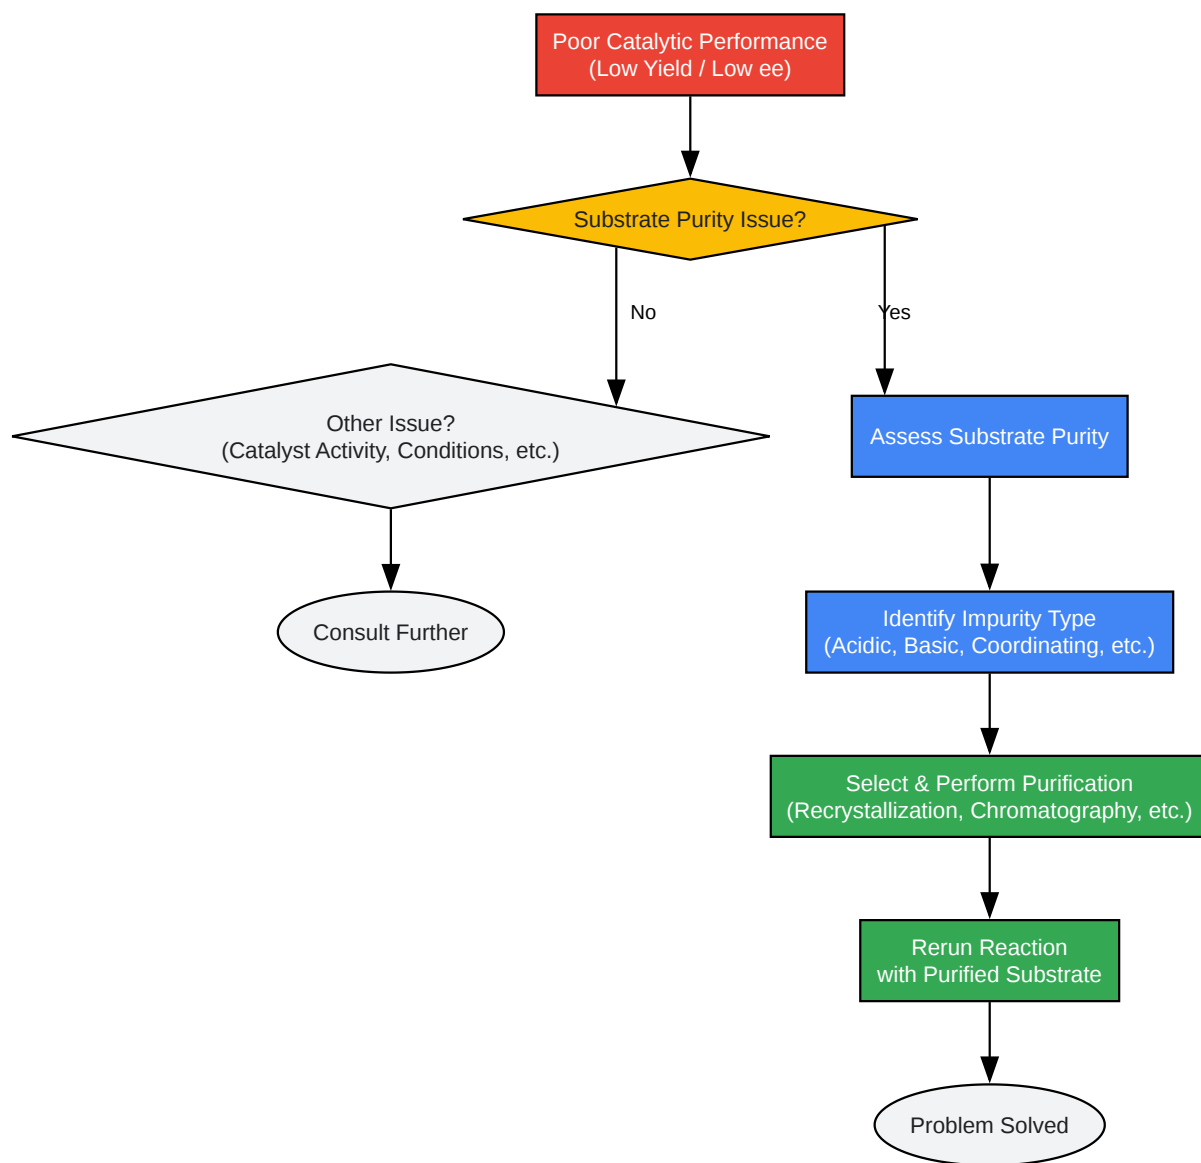 Poor Catalytic Performance
(Low Yield / Low ee)
Substrate Purity Issue?
No
Yes
Other Issue?
(Catalyst Activity, Conditions, etc.)
Assess Substrate Purity
Consult Further
Identify Impurity Type
(Acidic, Basic, Coordinating, etc.)
Select & Perform Purification
(Recrystallization, Chromatography, etc.)
Rerun Reaction
with Purified Substrate
Problem Solved